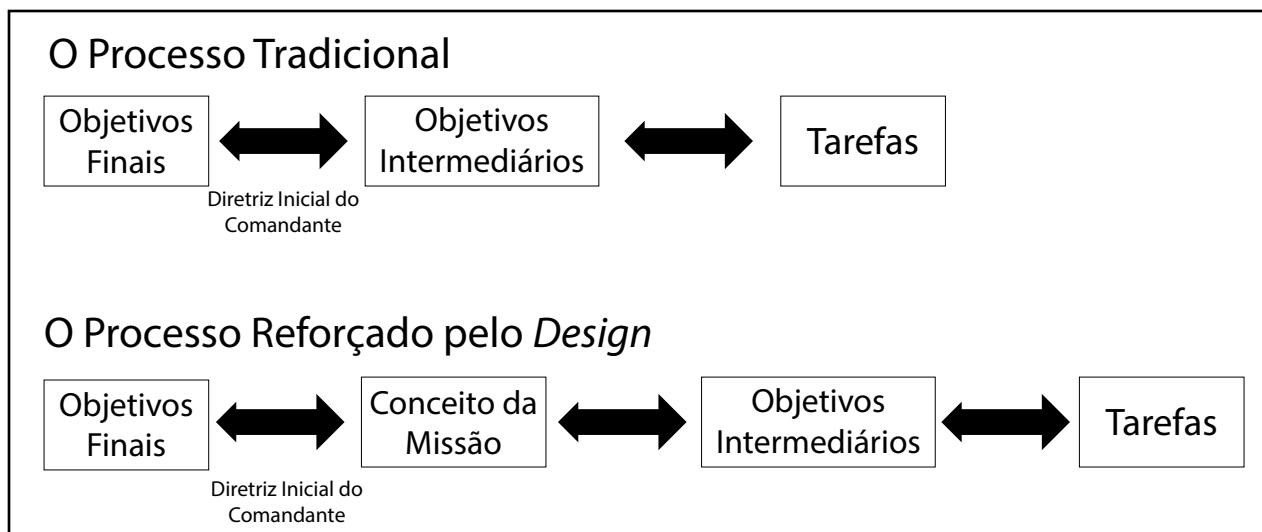 O Processo Tradicional
Objetivos
Finais
Diretriz Inicial do
Comandante
Objetivos
Intermediários
Tarefas
O Processo Reforçado pelo Design
Objetivos
Finais
Diretriz Inicial do
Comandante
Conceito da
Missão
Objetivos
Intermediários
Tarefas